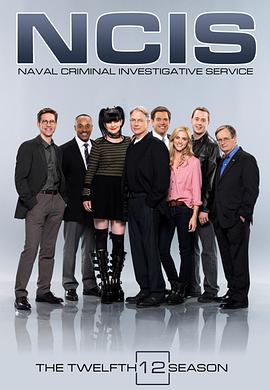 NCIS
NAVAL CRIMINAL INVESTIGATIVE SERVICE
THE TWELFTH 12 SEASON